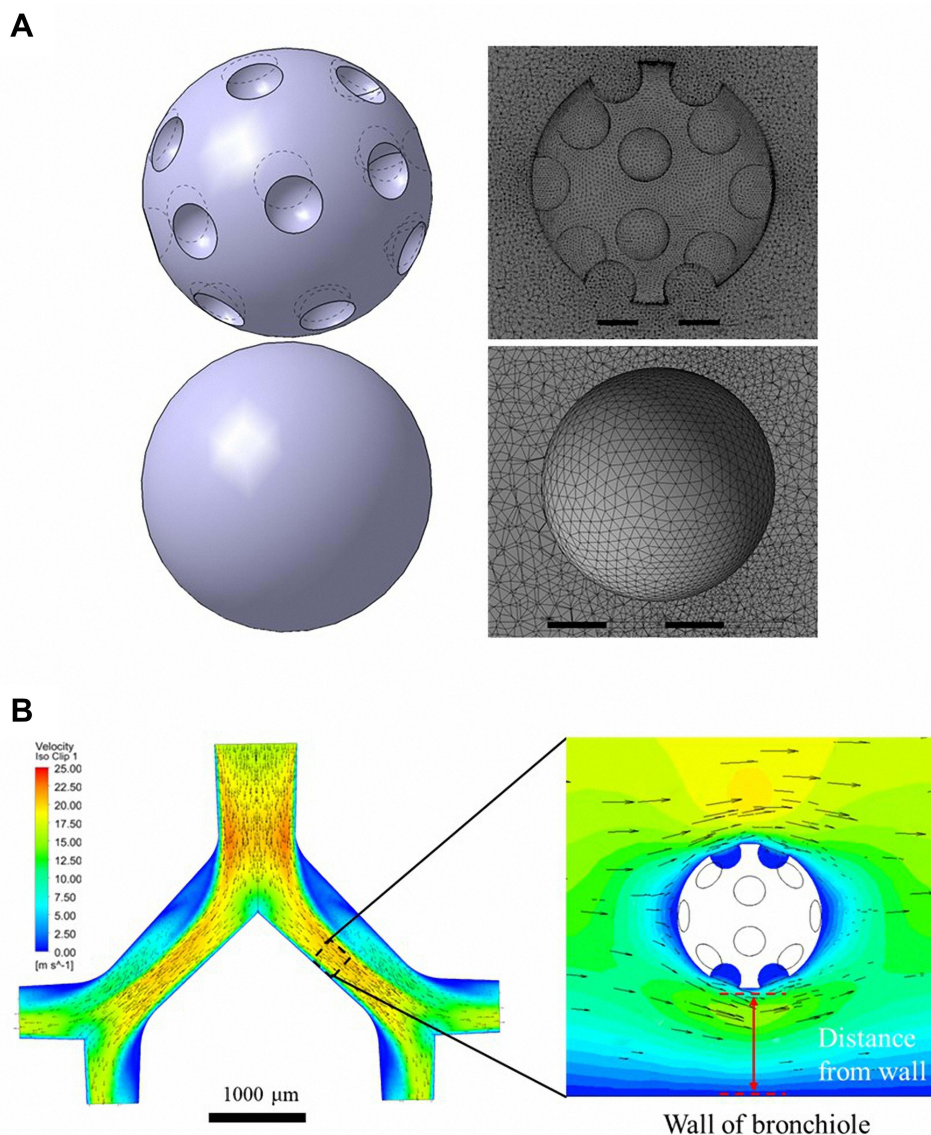 A
B
Velocity
Iso Clip 1
25.00
22.50
20.00
17.50
15.00
12.50
10.00
7.50
5.00
2.50
0.00
[m s^-1]
1000 μm
Distance
from wall
Wall of bronchiole